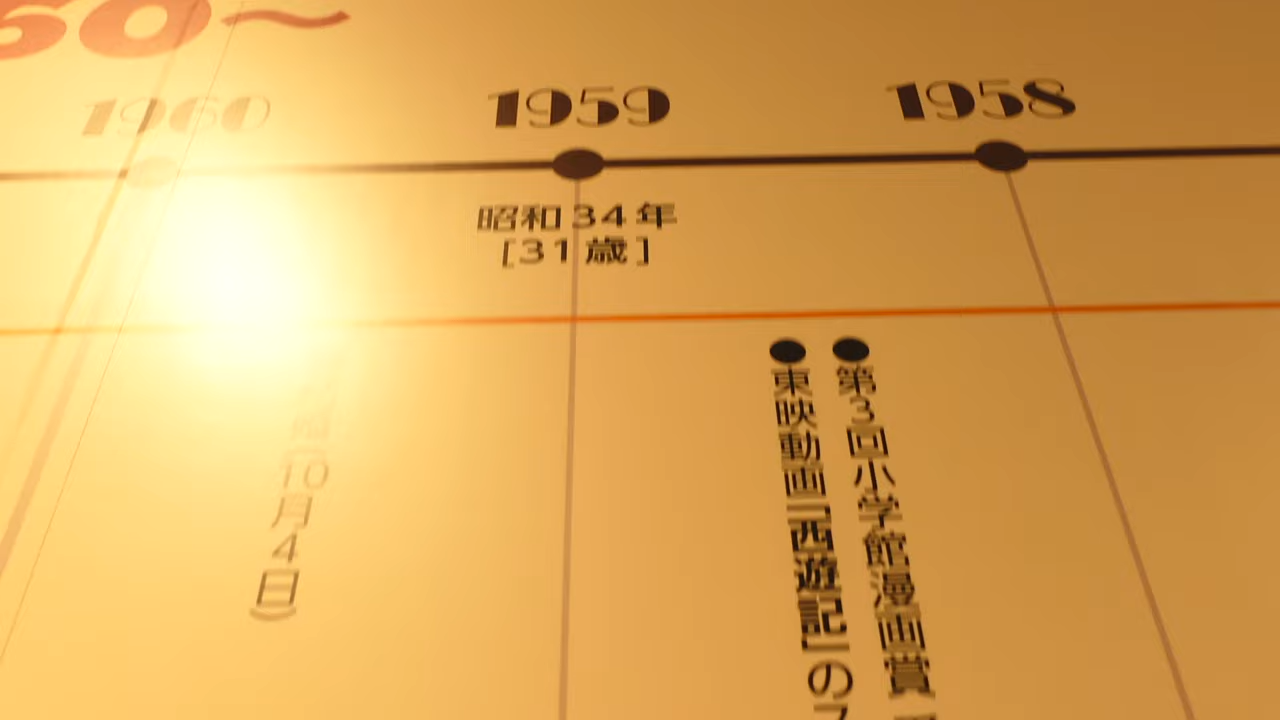 60～
1960
1959
1958
昭和34年
[31歳]
●第3回小学館漫画賞
●東映動画「西遊記」の
10月4日)